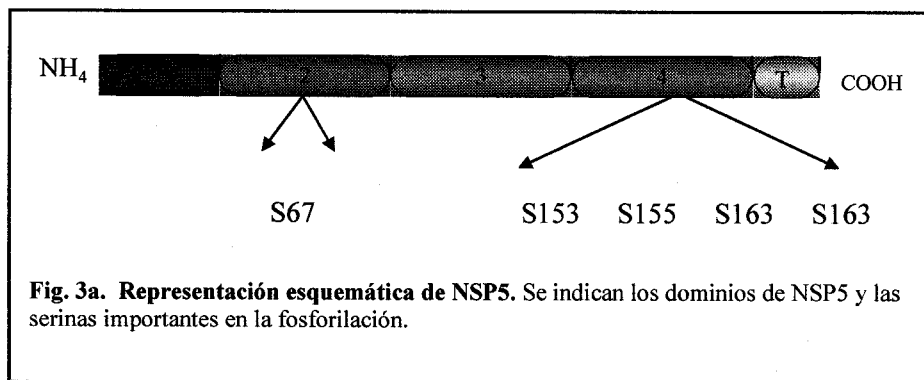 NH₄ 2 3 4 T COOH
S67 S153 S155 S163 S163
Fig. 3a. Representación esquemática de NSP5. Se indican los dominios de NSP5 y las
serinas importantes en la fosforilación.